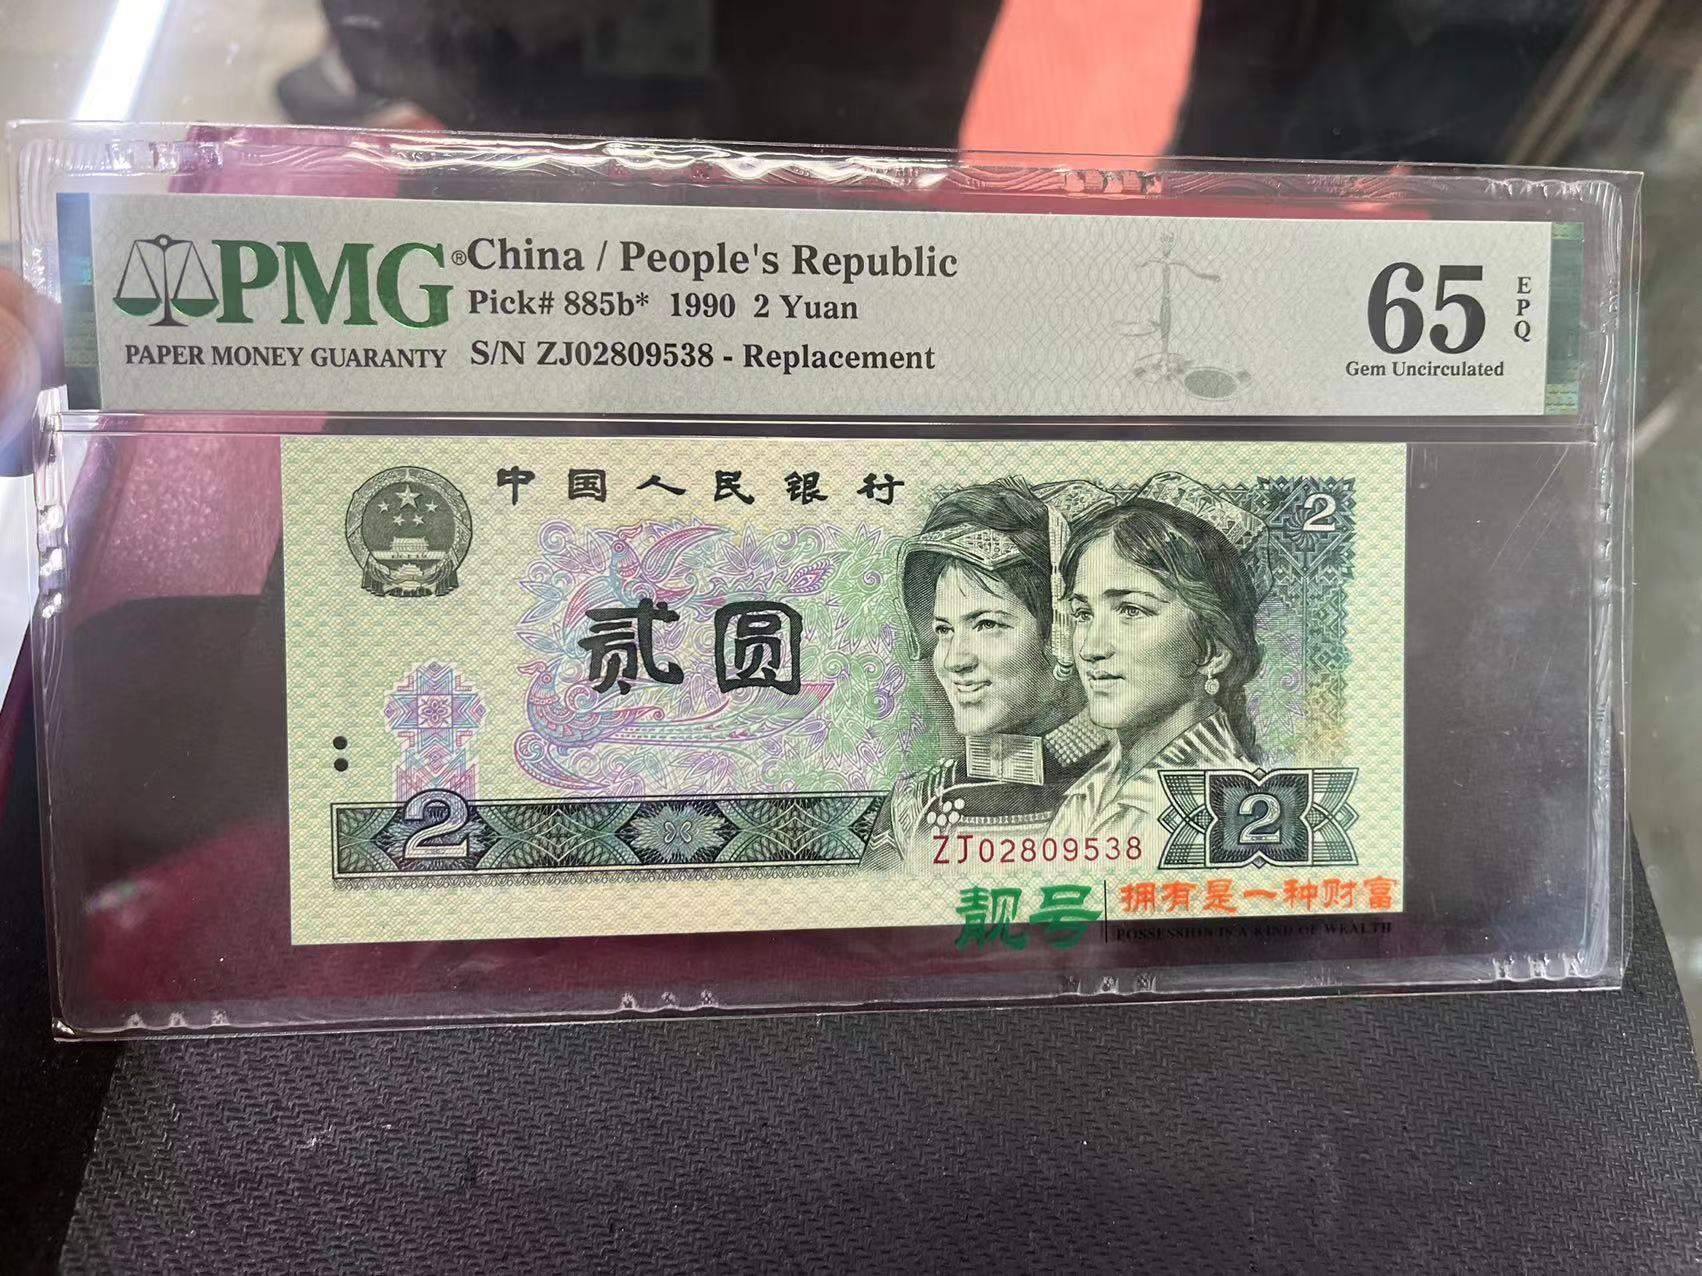 PMG®
PAPER MONEY GUARANTY
China / People's Republic
Pick# 885b* 1990 2 Yuan
S/N ZJ02809538 - Replacement
65
EPQ
Gem Uncirculated
中国人民银行
2
贰圆
2
2
ZJ02809538
靓号
拥有是一种财富
POSSESSION IS A KIND OF WEALTH